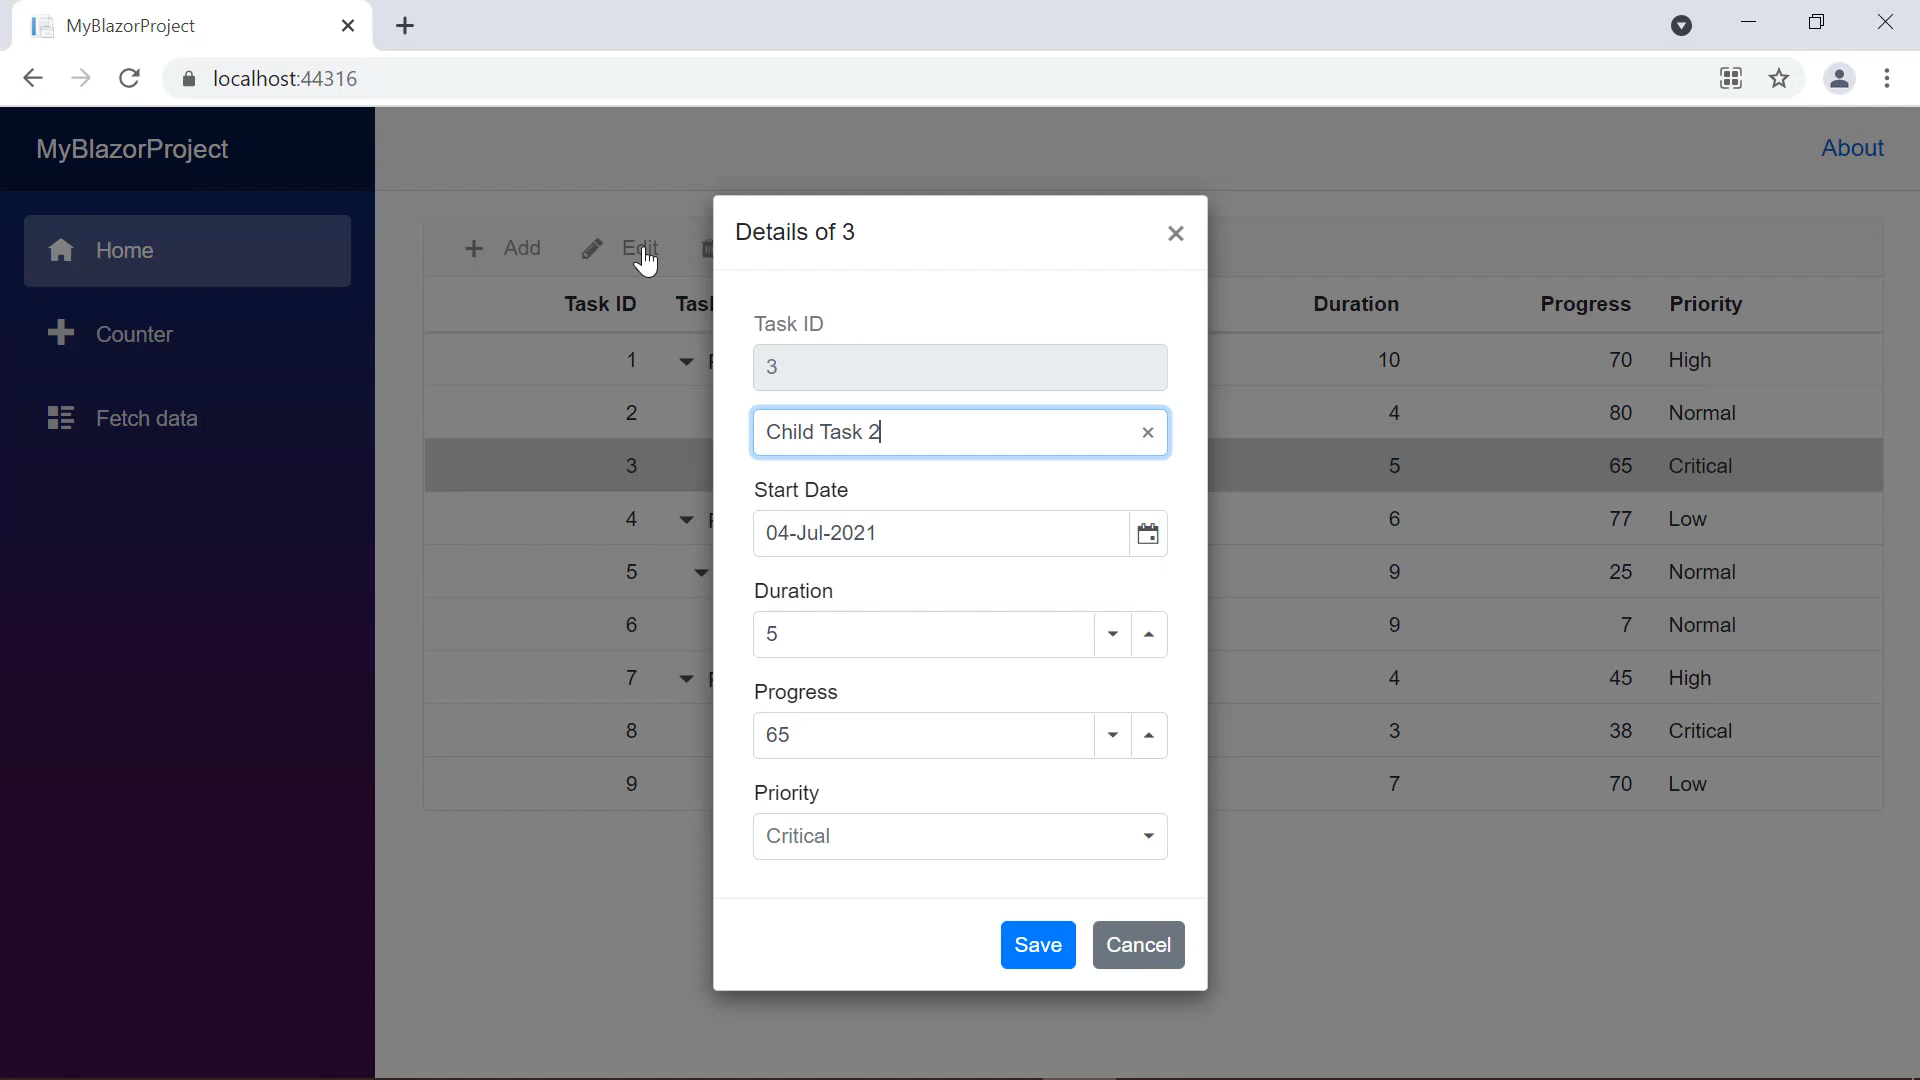 MyBlazorProject
localhost:44316
MyBlazorProject
About
Home
Counter
Fetch data
Add Edit
Task ID Duration Progress Priority
1 10 70 High
2 4 80 Normal
3 5 65 Critical
4 6 77 Low
5 9 25 Normal
6 9 7 Normal
7 4 45 High
8 3 38 Critical
9 7 70 Low
Details of 3
Task ID
3
Child Task 2
Start Date
04-Jul-2021
Duration
5
Progress
65
Priority
Critical
Save Cancel